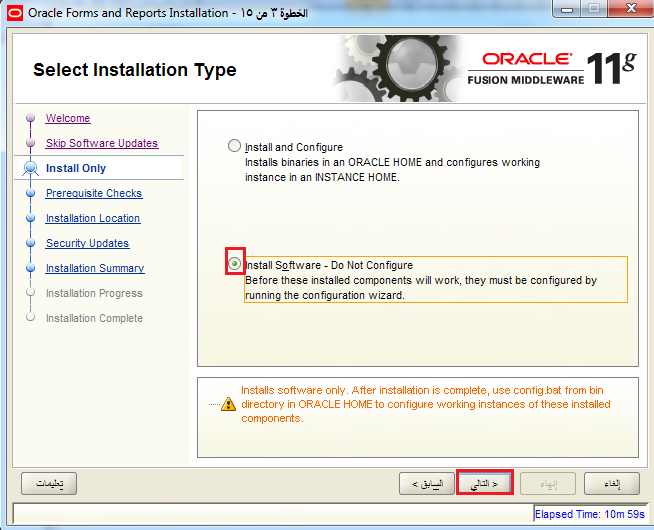 Oracle Forms and Reports Installation - الخطوة ٣ من ١٥
Select Installation Type
ORACLE
FUSION MIDDLEWARE 11g
Welcome
Skip Software Updates
Install Only
Prerequisite Checks
Installation Location
Security Updates
Installation Summary
Installation Progress
Installation Complete
Install and Configure
Installs binaries in an ORACLE HOME and configures working
instance in an INSTANCE HOME.
Install Software - Do Not Configure
Before these installed components will work, they must be configured by
running the configuration wizard.
Installs software only. After installation is complete, use config.bat from bin
directory in ORACLE HOME to configure working instances of these installed
components.
تعليمات
السابق >
< التالي
إنهاء
إلغاء
Elapsed Time: 10m 59s